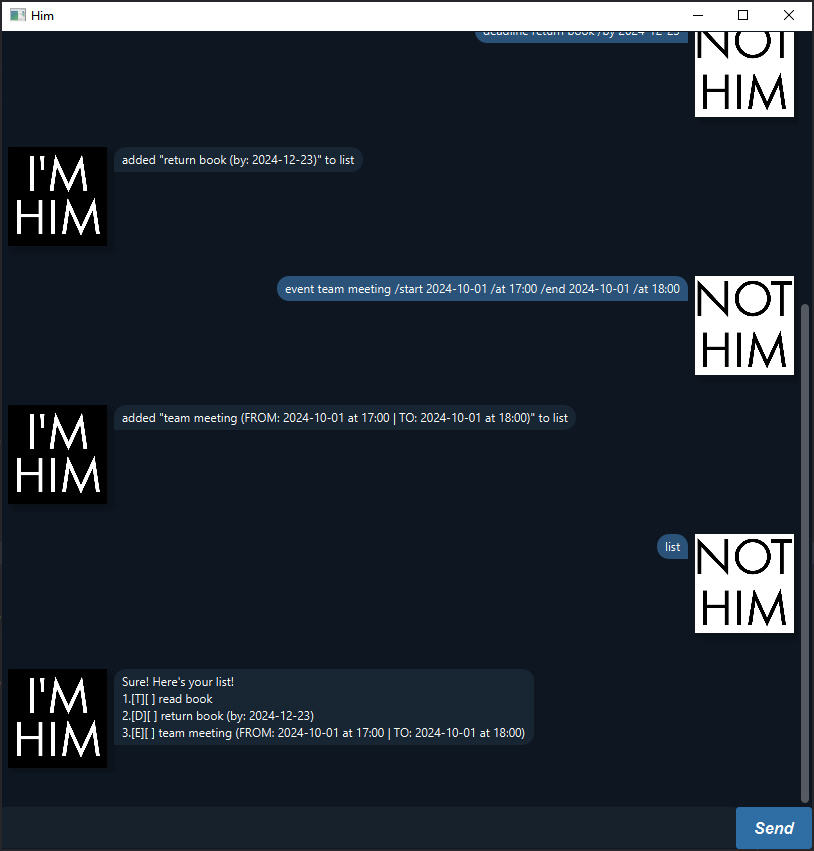 Him
deadline return book /by 2024-12-23
NOT
HIM
I'M
HIM
added "return book (by: 2024-12-23)" to list
event team meeting /start 2024-10-01 /at 17:00 /end 2024-10-01 /at 18:00
NOT
HIM
I'M
HIM
added "team meeting (FROM: 2024-10-01 at 17:00 | TO: 2024-10-01 at 18:00)" to list
list
NOT
HIM
I'M
HIM
Sure! Here's your list!
1.[T][ ] read book
2.[D][ ] return book (by: 2024-12-23)
3.[E][ ] team meeting (FROM: 2024-10-01 at 17:00 | TO: 2024-10-01 at 18:00)
Send